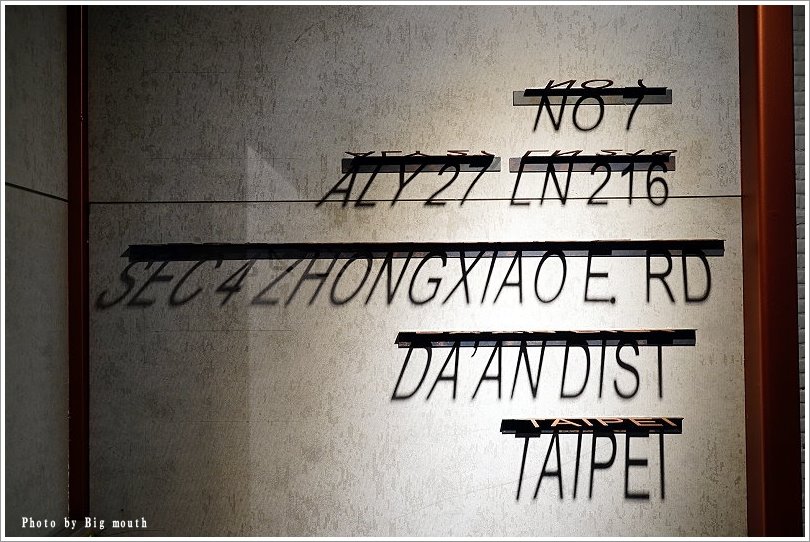 NO 7
ALY 27 LN 216
SEC 4 ZHONGXIAO E. RD
DA'AN DIST
TAIPEI
Photo by Big mouth